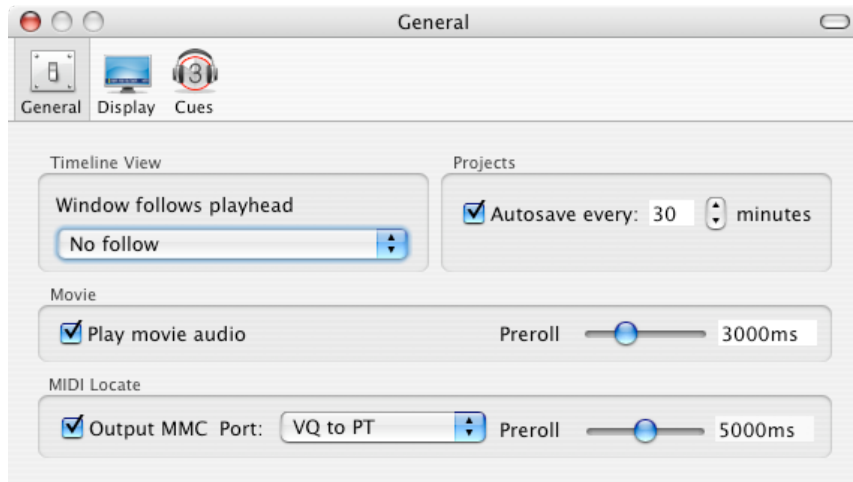 General
General Display 3 Cues
Timeline View
Window follows playhead
No follow
Projects
Autosave every: 30 minutes
Movie
Play movie audio Preroll 3000ms
MIDI Locate
Output MMC Port: VQ to PT Preroll 5000ms